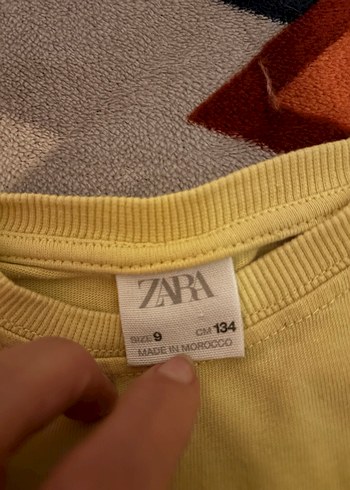 ZARA
SIZE 9 CM 134
MADE IN MOROCCO